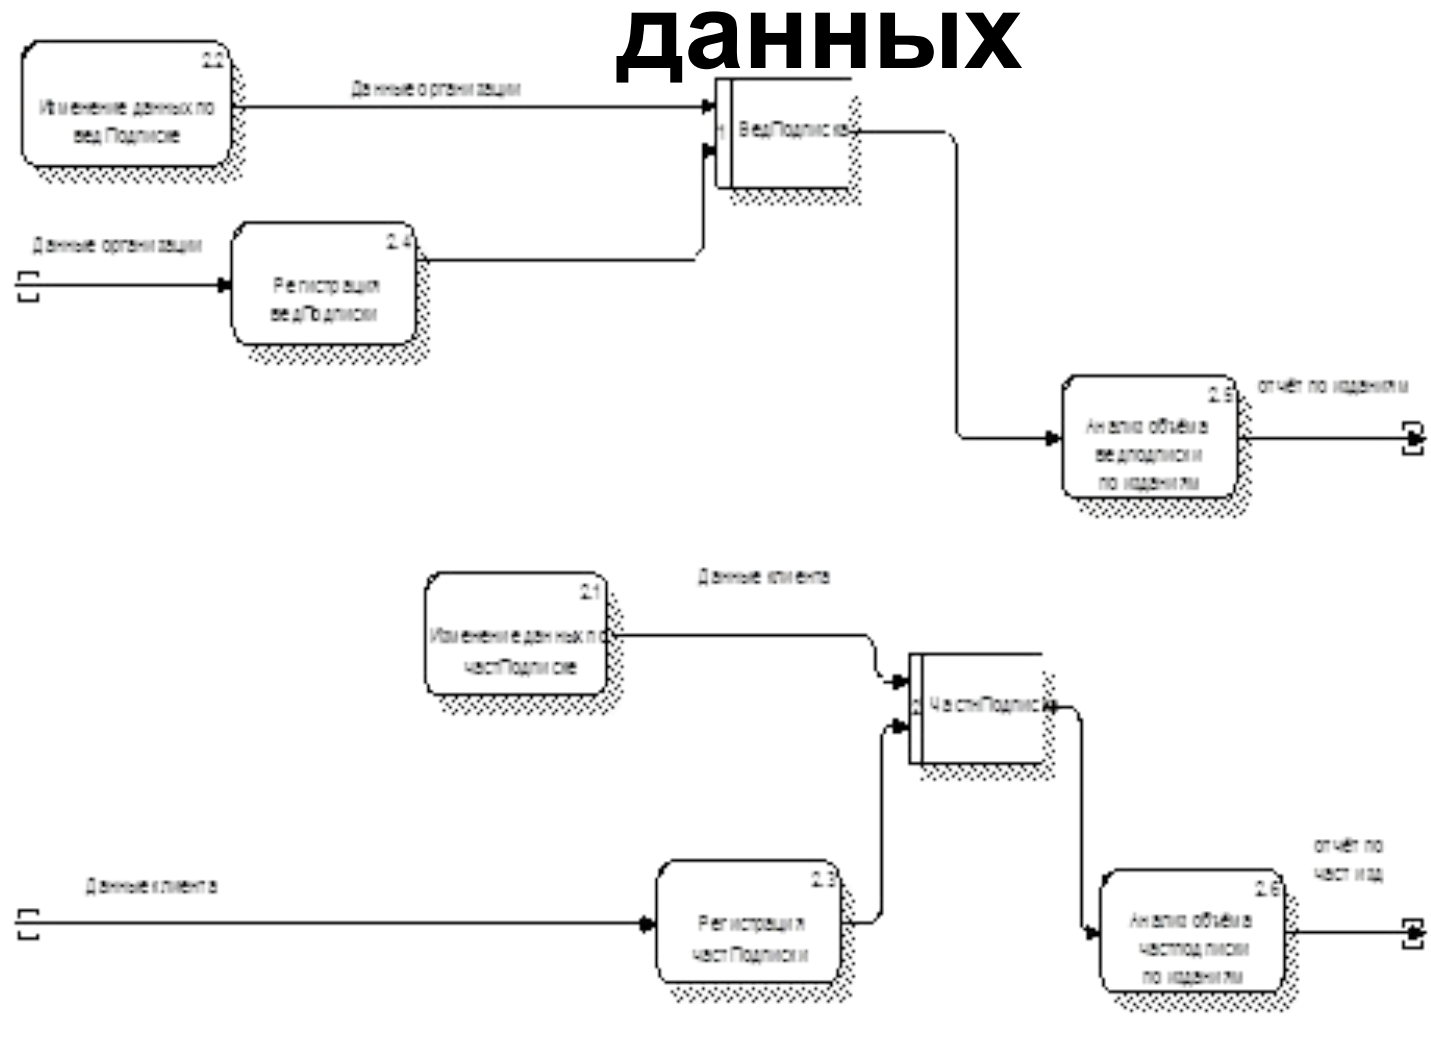 данных
2.2
Изменение данных по
вед Подписке
Данные организации
1
ВедПодписка
Данные организации
2.4
Регистрация
ведПодписки
2.5
Анализ объёма
ведподписки
по изданиям
отчёт по изданиям
2.1
Изменение данных по
частПодписке
Данные клиента
2
ЧастнПодписка
Данные клиента
2.3
Регистрация
частПодписки
2.6
Анализ объёма
частподписки
по изданиям
отчёт по
част изд